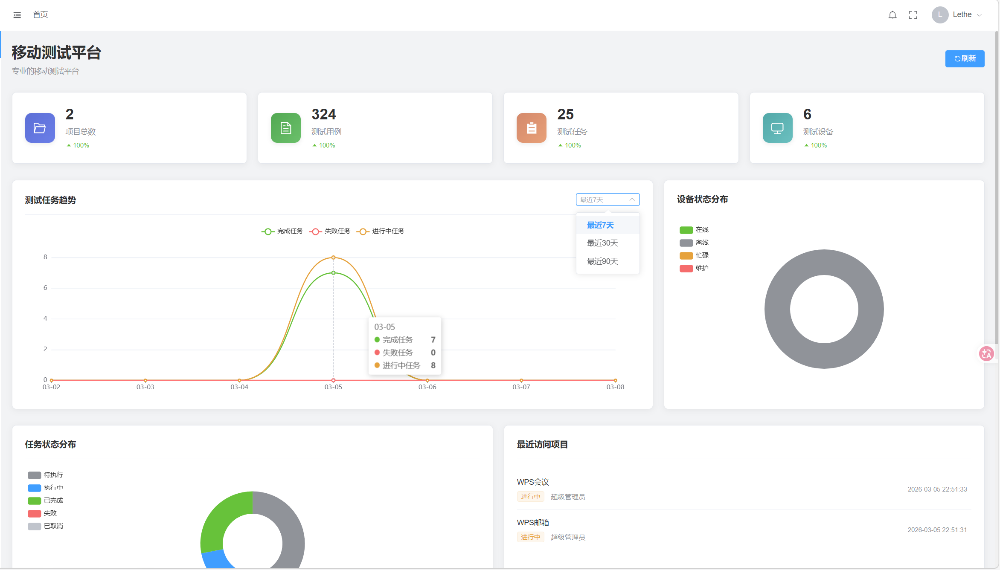 首页
L
Lethe
移动测试平台
专业的移动测试平台
刷新
2
项目总数
100%
324
测试用例
100%
25
测试任务
100%
6
测试设备
100%
测试任务趋势
最近7天
最近7天
最近30天
最近90天
完成任务 失败任务 进行中任务
8
6
4
2
0
03-02 03-03 03-04 03-05 03-06 03-07 03-08
03-05
完成任务 7
失败任务 0
进行中任务 8
设备状态分布
在线
离线
忙碌
维护
任务状态分布
待执行
执行中
已完成
失败
已取消
最近访问项目
WPS会议
进行中 超级管理员
2026-03-05 22:51:33
WPS邮箱
进行中 超级管理员
2026-03-05 22:51:31